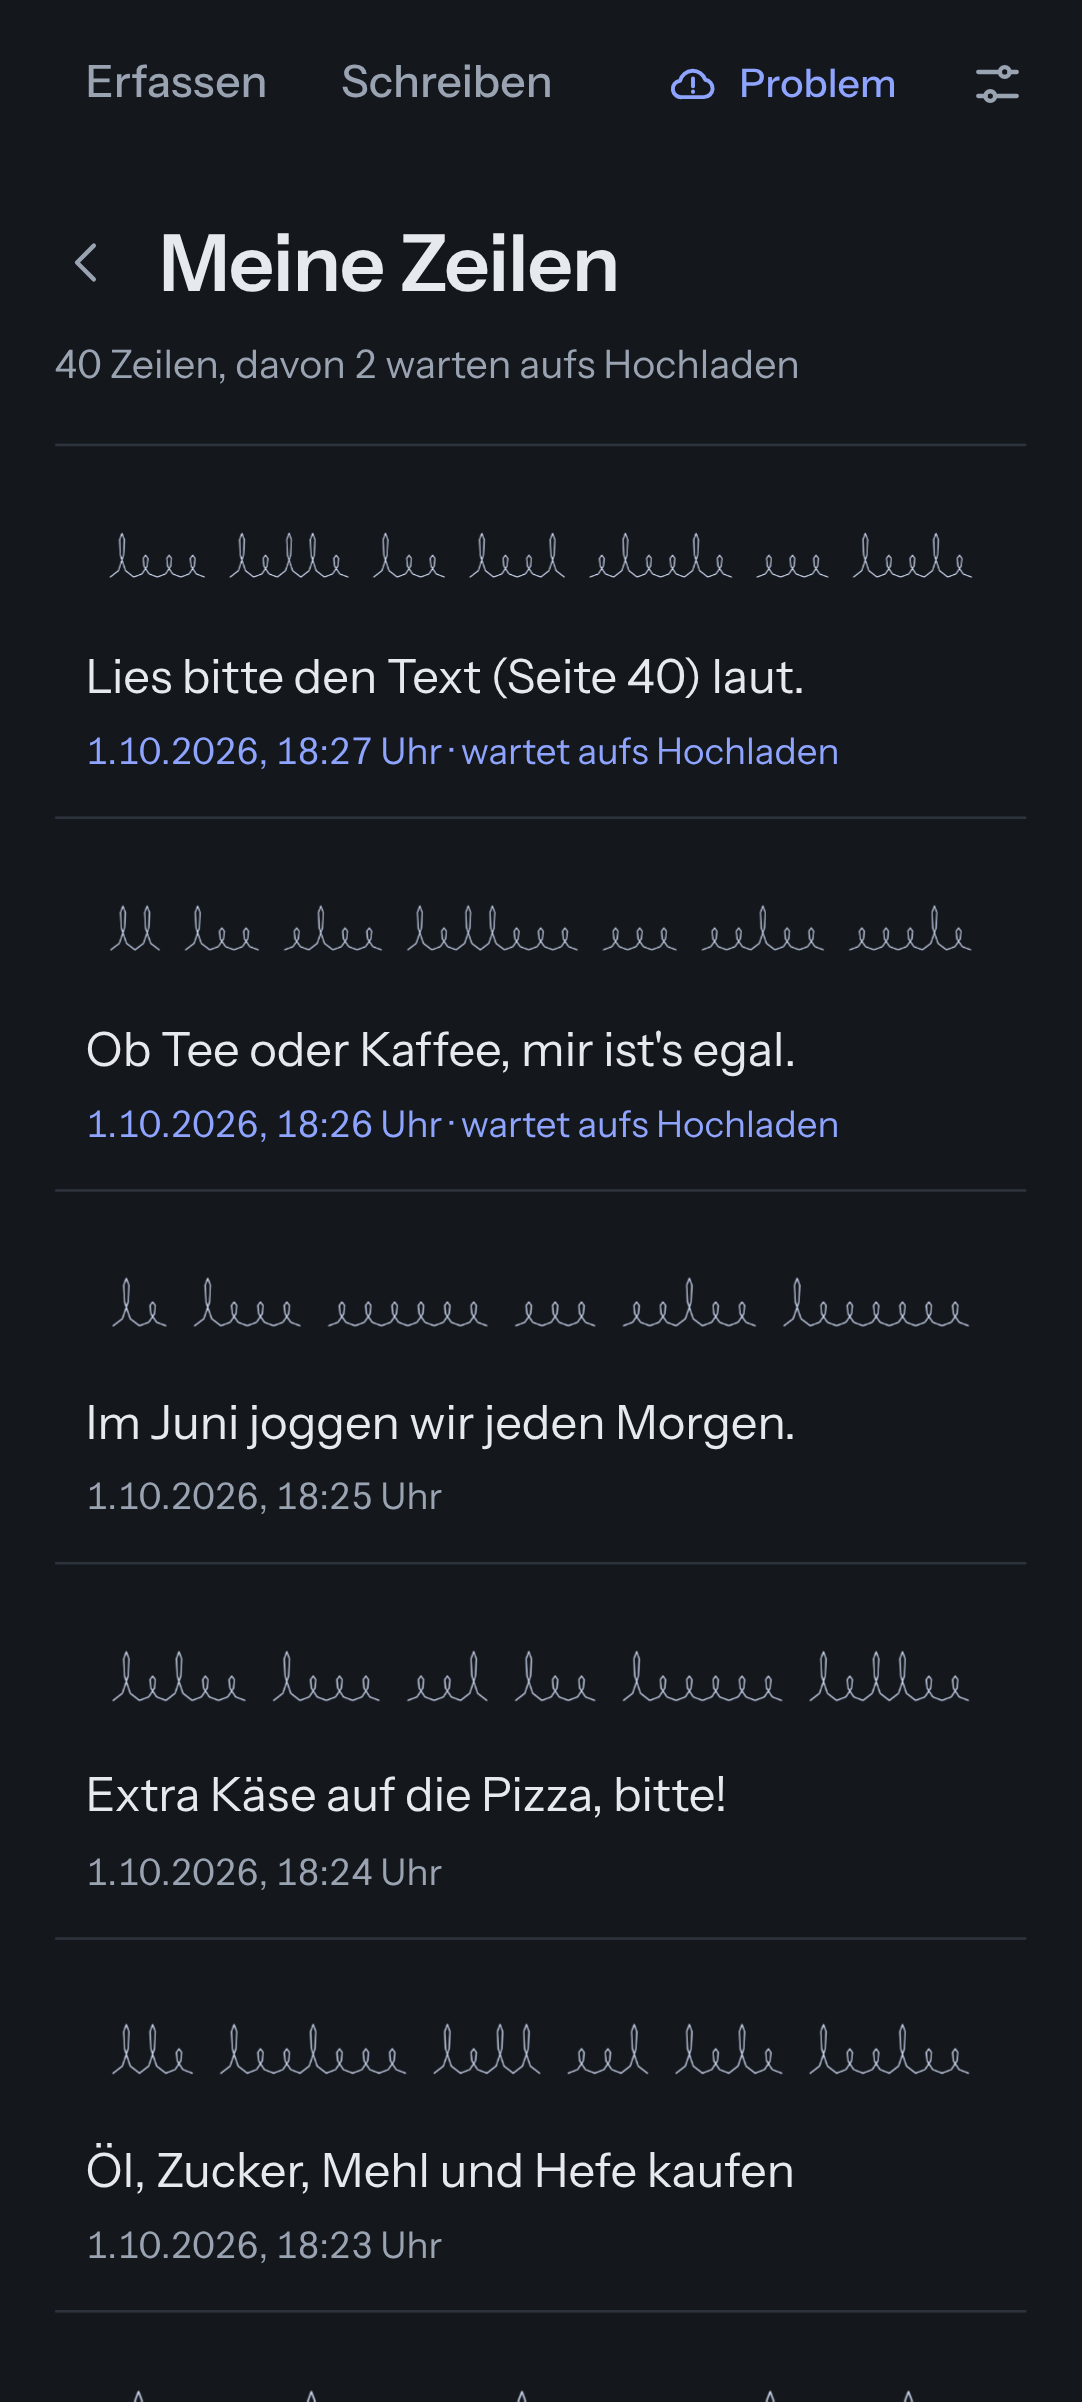 Erfassen Schreiben Problem
Meine Zeilen
40 Zeilen, davon 2 warten aufs Hochladen
Lies bitte den Text (Seite 40) laut.
1.10.2026, 18:27 Uhr · wartet aufs Hochladen
Ob Tee oder Kaffee, mir ist's egal.
1.10.2026, 18:26 Uhr · wartet aufs Hochladen
Im Juni joggen wir jeden Morgen.
1.10.2026, 18:25 Uhr
Extra Käse auf die Pizza, bitte!
1.10.2026, 18:24 Uhr
Öl, Zucker, Mehl und Hefe kaufen
1.10.2026, 18:23 Uhr